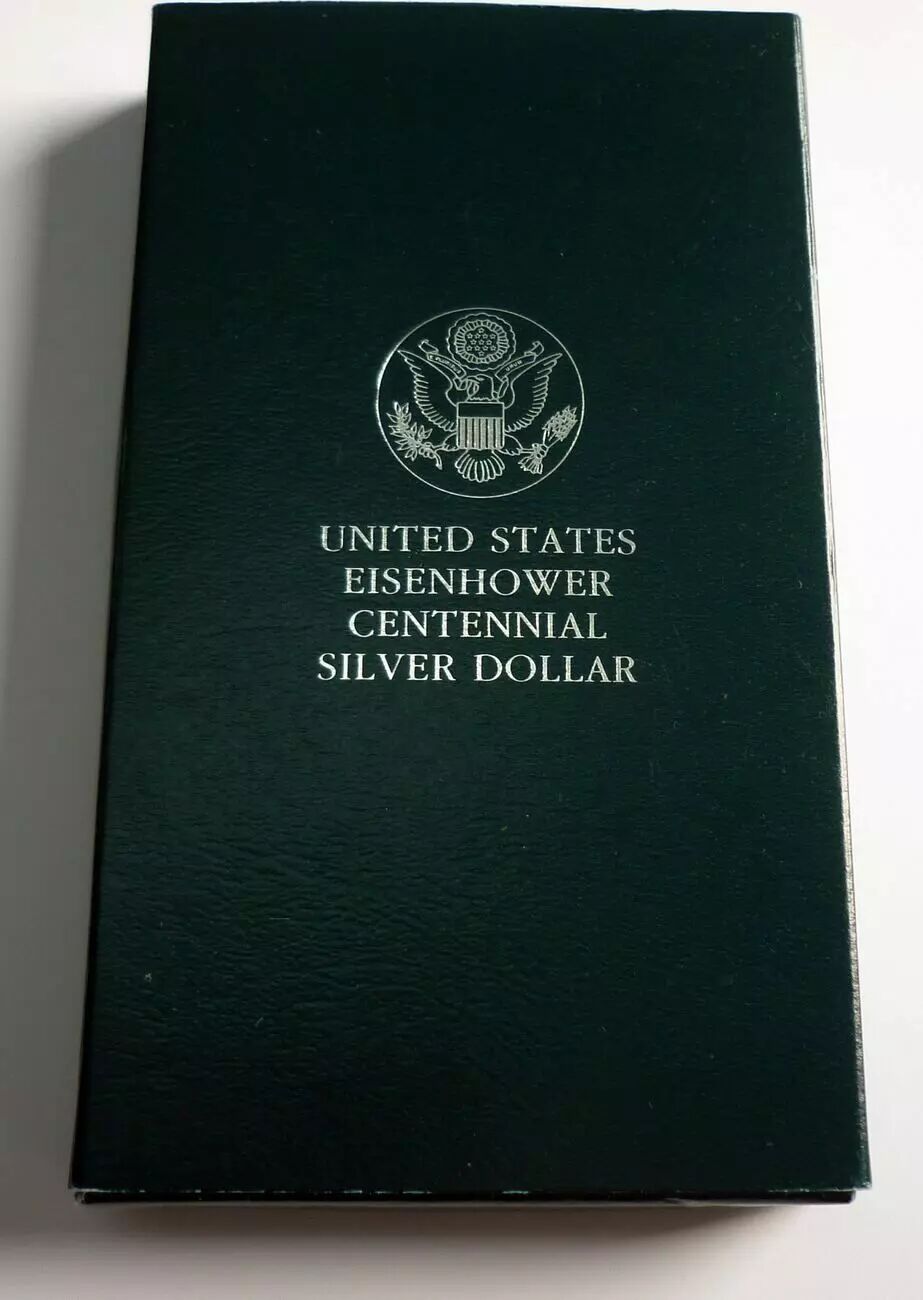 UNITED STATES
EISENHOWER
CENTENNIAL
SILVER DOLLAR